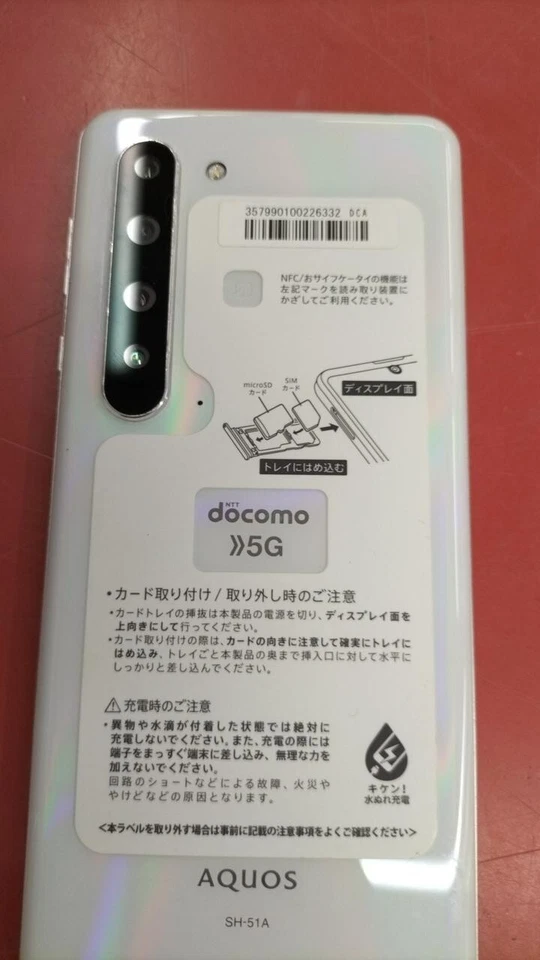 357990100226332 DCA
NFC/おサイフケータイの機能は
左記マークを読み取り装置に
かざしてご利用ください。
microSD
カード
SIM
カード
ディスプレイ面
トレイにはめ込む
NTT
docomo
5G
・カード取り付け / 取り外し時のご注意
・カードトレイの挿抜は本製品の電源を切り、ディスプレイ面を
上向きにして行ってください。
・カード取り付けの際は、カードの向きに注意して確実にトレイに
はめ込み、トレイごと本製品の奥まで挿入口に対して水平に
しっかりと差し込んでください。
⚠充電時のご注意
・異物や水滴が付着した状態では絶対に
充電しないでください。また、充電の際には
端子をまっすぐ端末に差し込み、無理な力を
加えないでください。
回路のショートなどによる故障、火災や
やけどなどの原因となります。
キケン!
水ぬれ充電
<本ラベルを取り外す場合は事前に記載の注意事項をよくご確認ください>
AQUOS
SH-51A